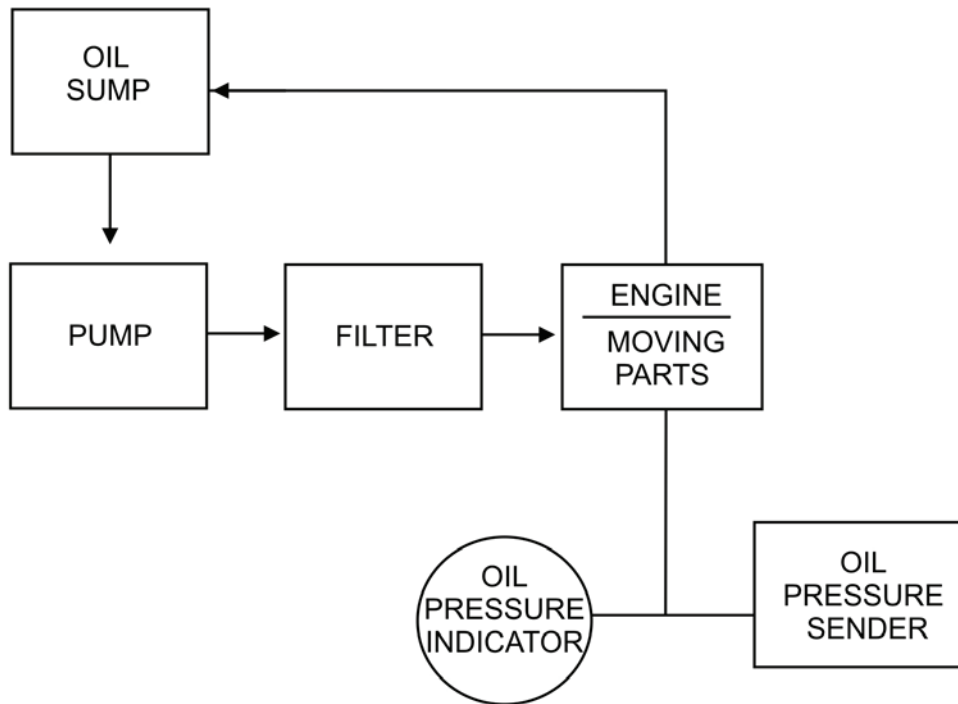 OIL
SUMP
PUMP
FILTER
ENGINE
MOVING
PARTS
OIL
PRESSURE
INDICATOR
OIL
PRESSURE
SENDER